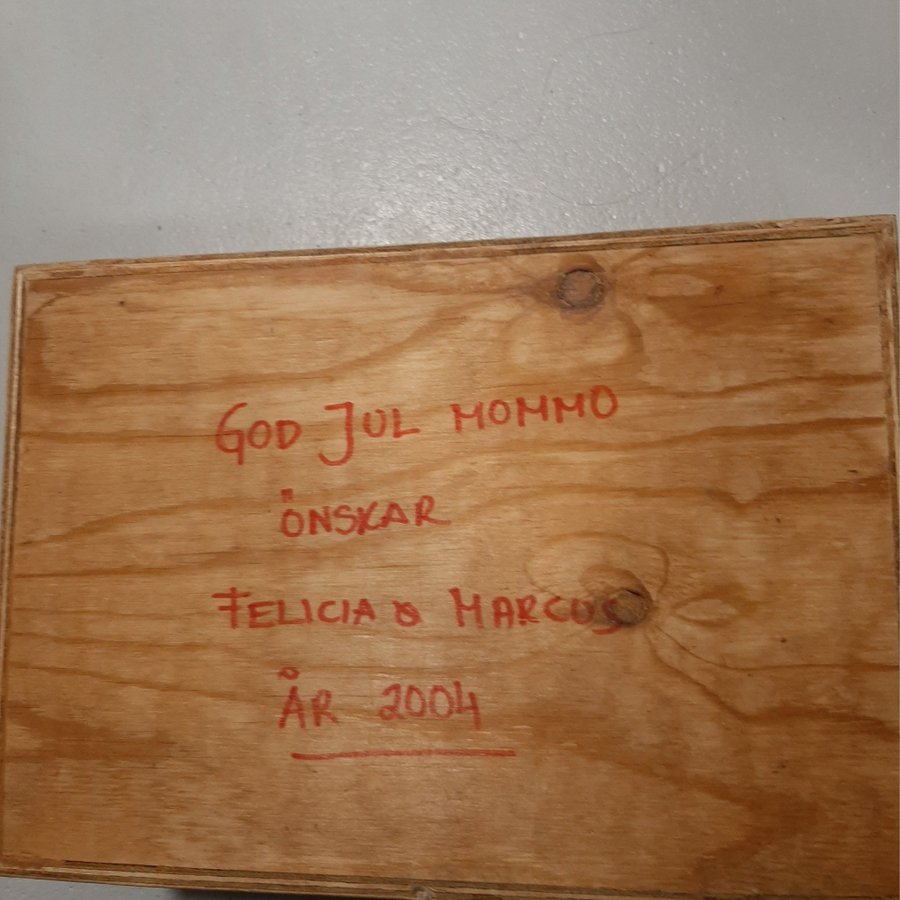 GOD JUL MOMMO
ÖNSKAR
FELICIA & MARCUS
ÅR 2004